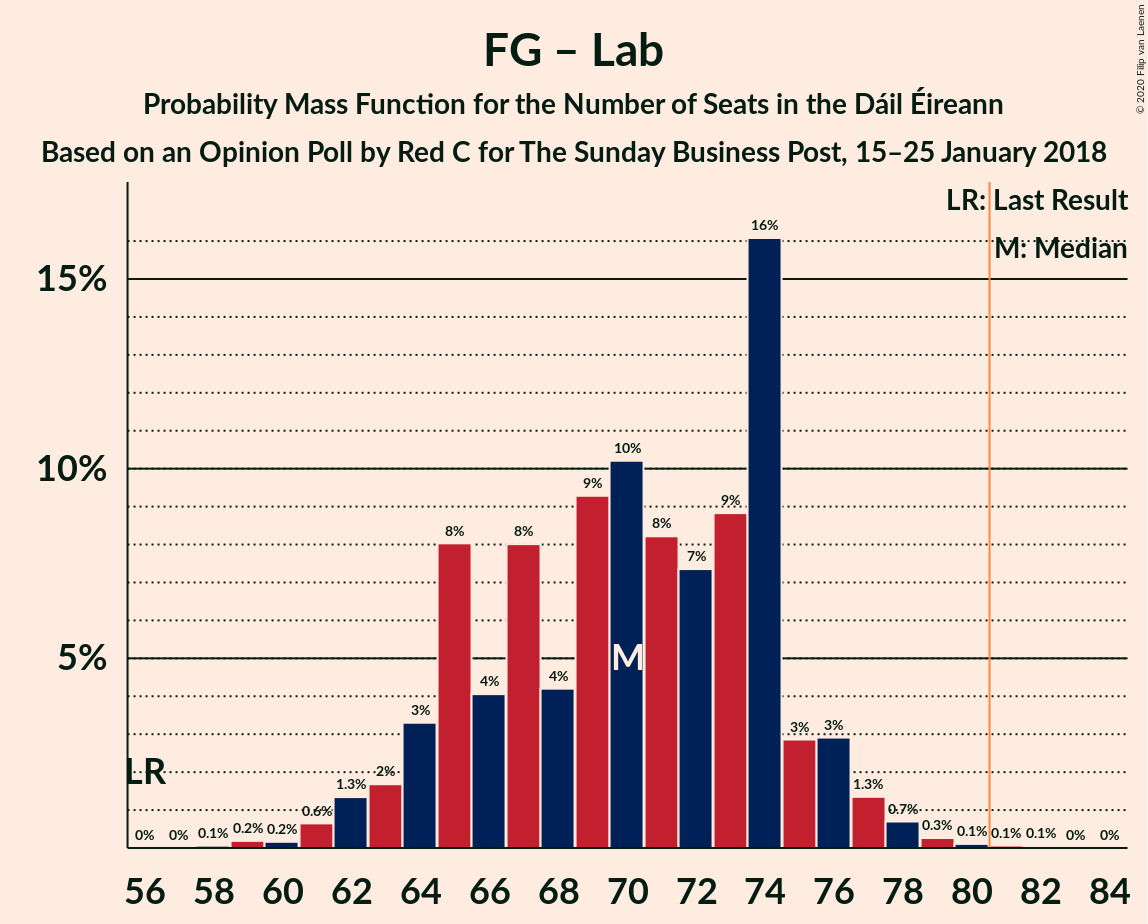 FG – Lab
Probability Mass Function for the Number of Seats in the Dáil Éireann
Based on an Opinion Poll by Red C for The Sunday Business Post, 15–25 January 2018
© 2020 Filip van Laenen
LR: Last Result
M: Median
15%
10%
5%
LR
M
0% 0% 0.1% 0.2% 0.2% 0.6% 1.3% 2% 3% 8% 4% 8% 4% 9% 10% 8% 7% 9% 16% 3% 3% 1.3% 0.7% 0.3% 0.1% 0.1% 0.1% 0% 0%
56 58 60 62 64 66 68 70 72 74 76 78 80 82 84